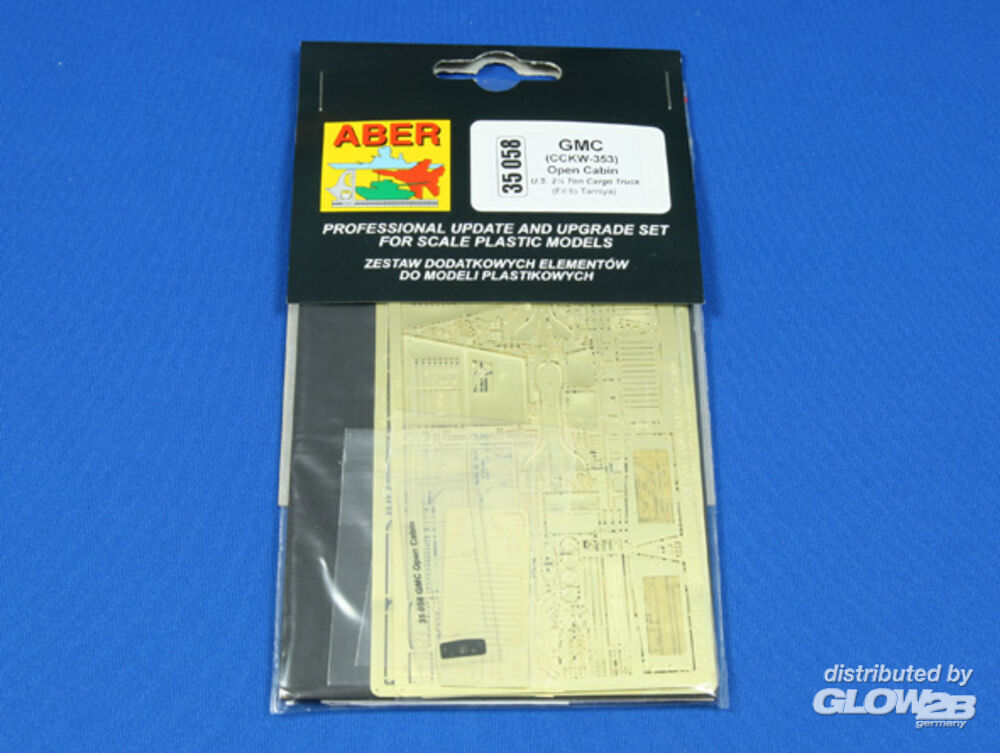 ABER
35 058
GMC
(CCKW-353)
Open Cabin
U.S. 2½ Ton Cargo Truck
(Fit to Tamiya)
PROFESSIONAL UPDATE AND UPGRADE SET
FOR SCALE PLASTIC MODELS
ZESTAW DODATKOWYCH ELEMENTÓW
DO MODELI PLASTIKOWYCH
35 058 GMC Open Cabin
distributed by
GLOW2B
germany